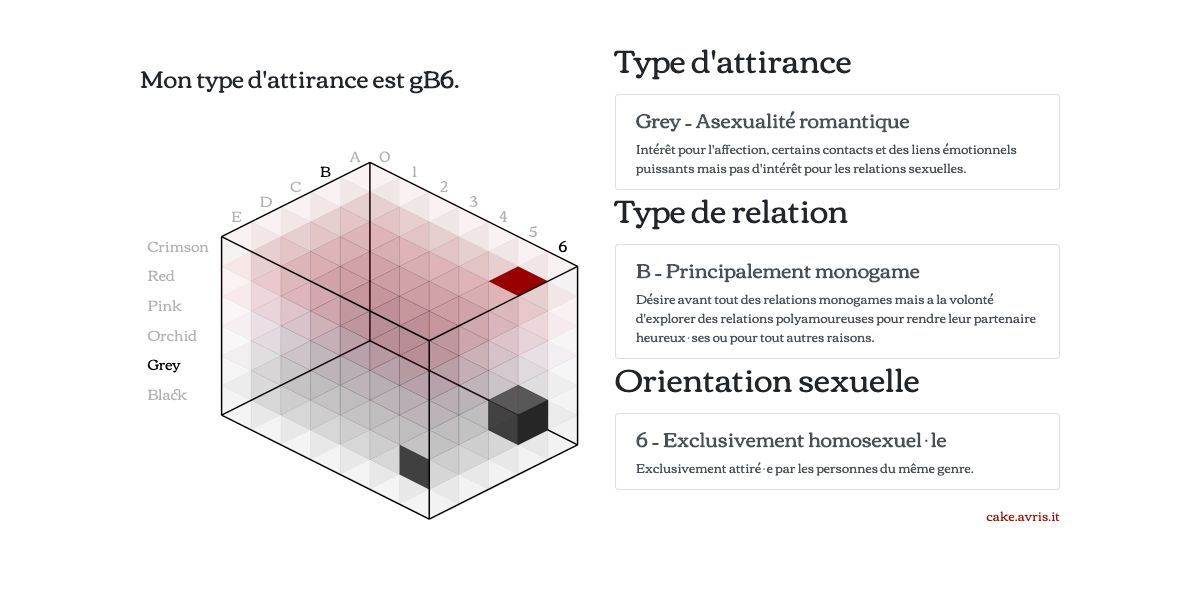 Mon type d'attirance est gB6.
A O
B 1
C 2
D 3
E 4
5
6
Crimson
Red
Pink
Orchid
Grey
Black
Type d'attirance
Grey - Asexualité romantique
Intérêt pour l'affection, certains contacts et des liens émotionnels
puissants mais pas d'intérêt pour les relations sexuelles.
Type de relation
B - Principalement monogame
Désire avant tout des relations monogames mais a la volonté
d'explorer des relations polyamoureuses pour rendre leur partenaire
heureux·ses ou pour tout autres raisons.
Orientation sexuelle
6 - Exclusivement homosexuel·le
Exclusivement attiré·e par les personnes du même genre.
cake.avris.it